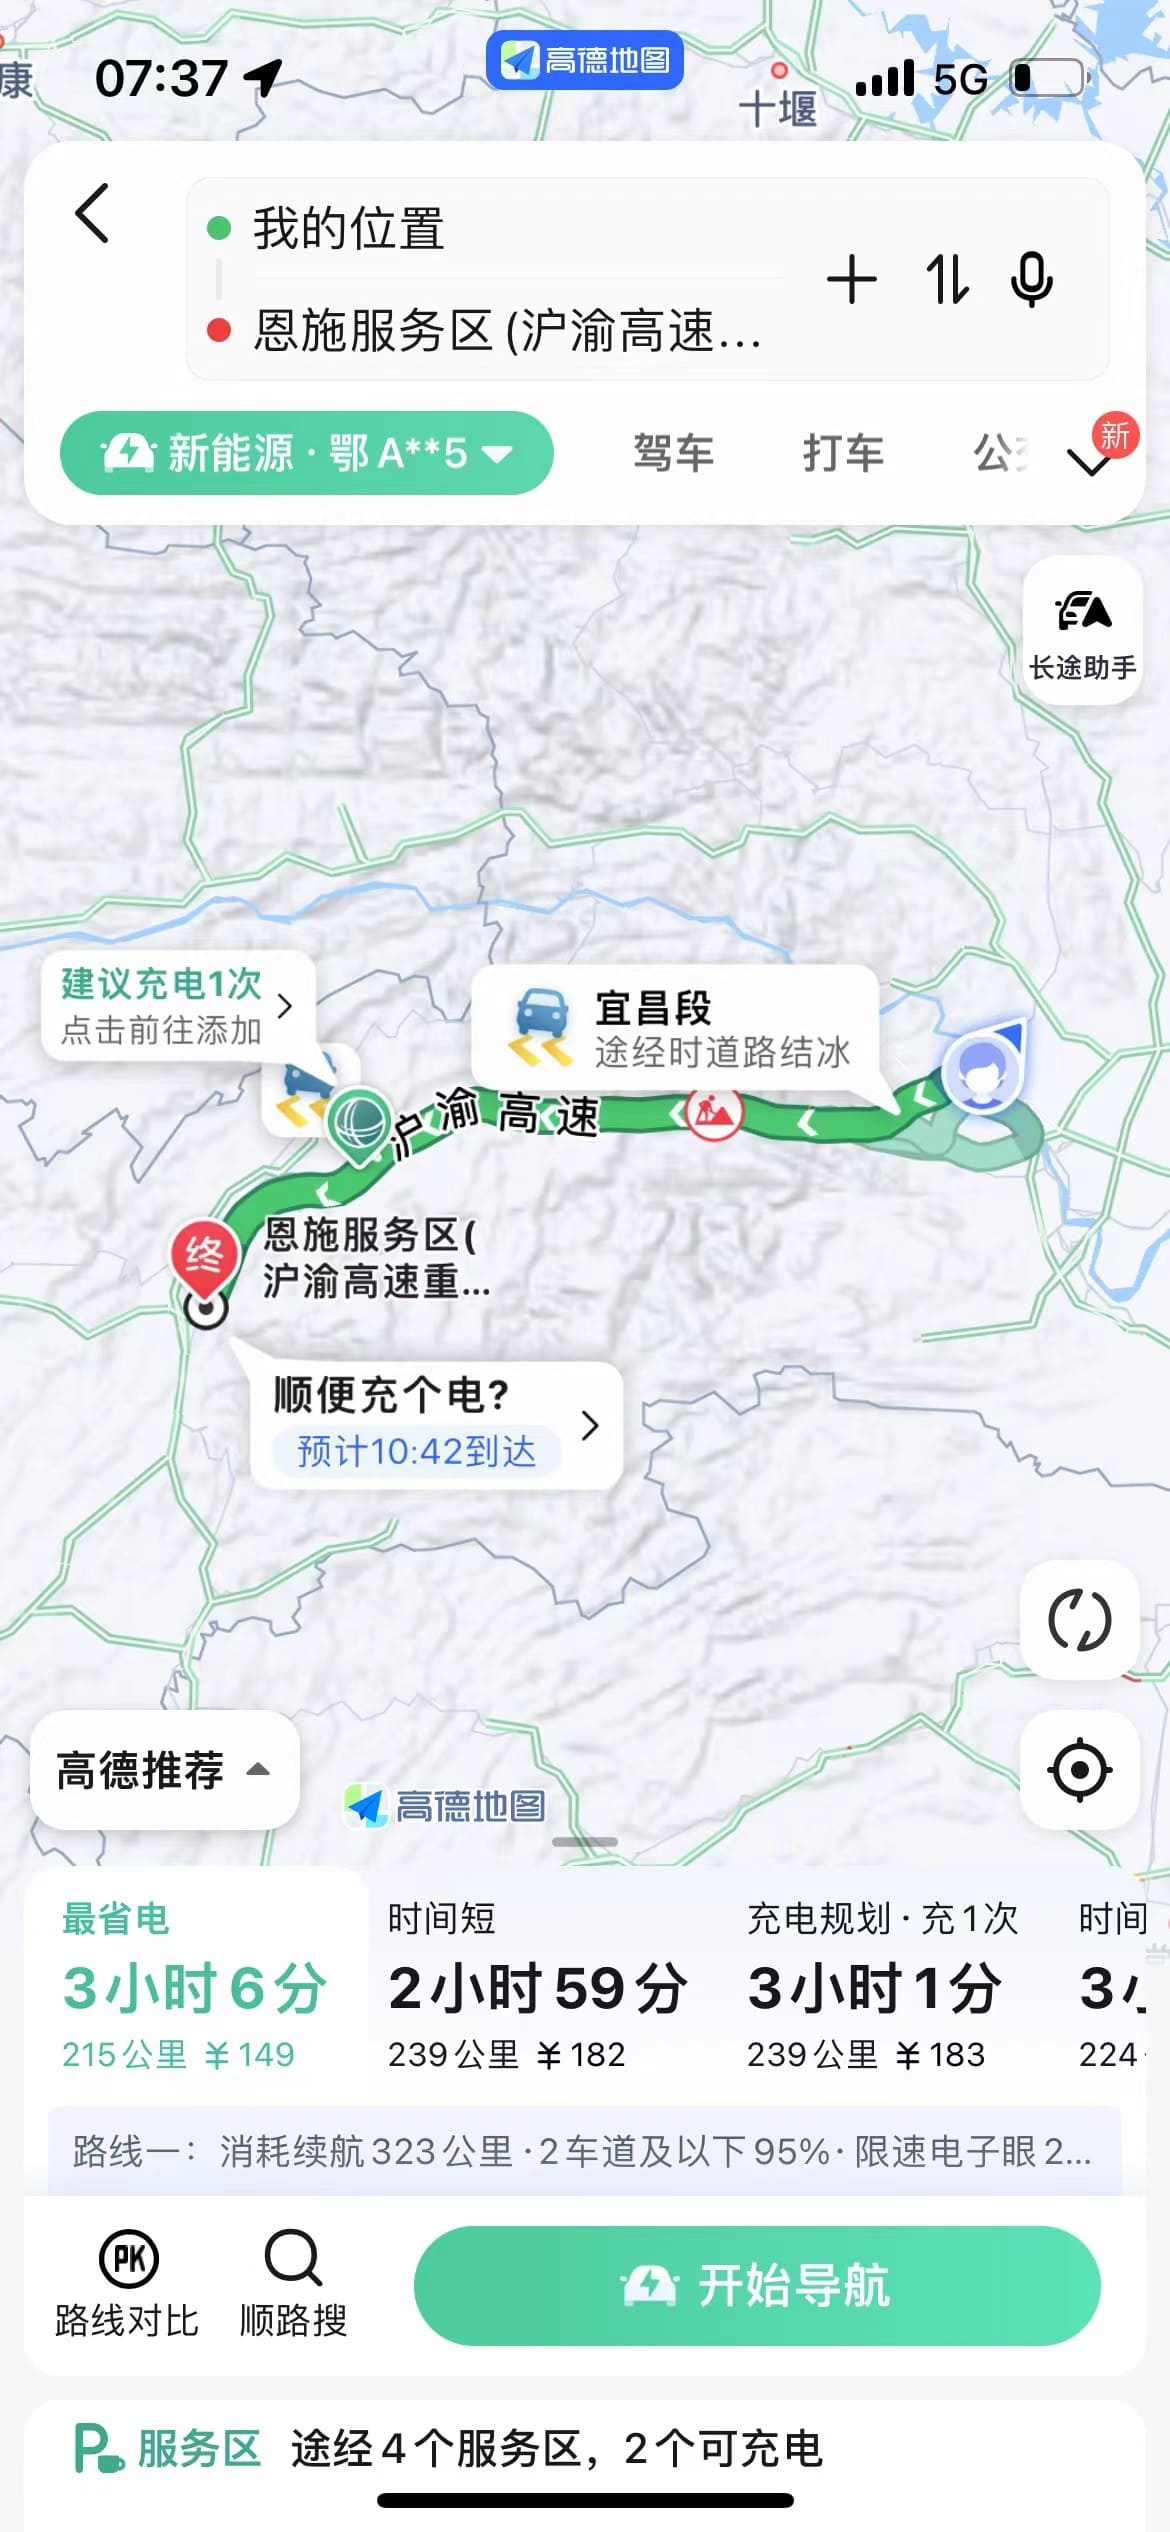 康
07:37
高德地图
5G
十堰
我的位置
恩施服务区(沪渝高速...
新能源·鄂A**5
驾车
打车
新
长途助手
建议充电1次
点击前往添加
宜昌段
途经时道路结冰
沪渝高速
终
恩施服务区(
沪渝高速重...
顺便充个电?
预计10:42到达
高德推荐
高德地图
最省电
时间短
充电规划·充1次
时间
3小时6分
2小时59分
3小时1分
3小
215公里 ¥149
239公里 ¥182
239公里 ¥183
224
路线一：消耗续航323公里·2车道及以下95%·限速电子眼2...
PK
路线对比
顺路搜
开始导航
服务区 途经4个服务区，2个可充电